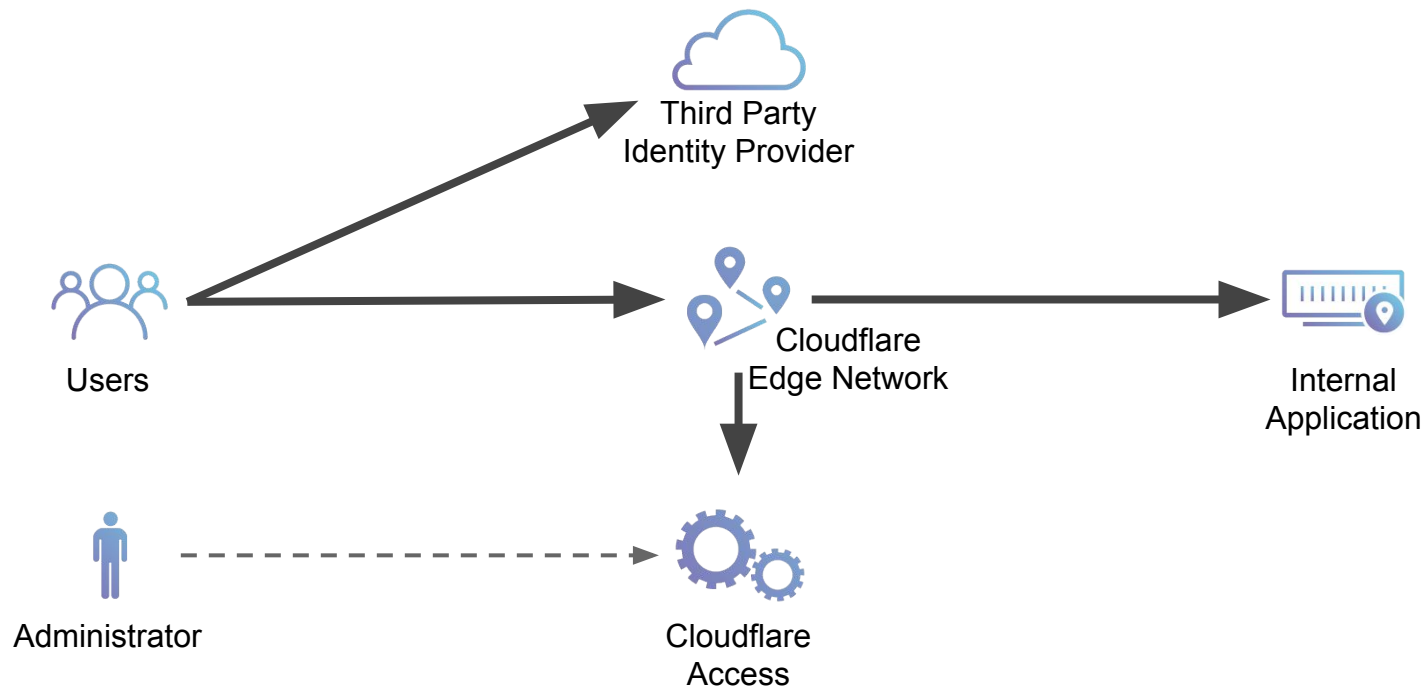 Third Party
Identity Provider
Users
Cloudflare
Edge Network
Internal
Application
Administrator
Cloudflare
Access